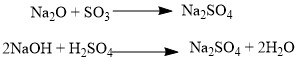 Na₂O + SO₃ ⟶ Na₂SO₄
2NaOH + H₂SO₄ ⟶ Na₂SO₄ + 2H₂O